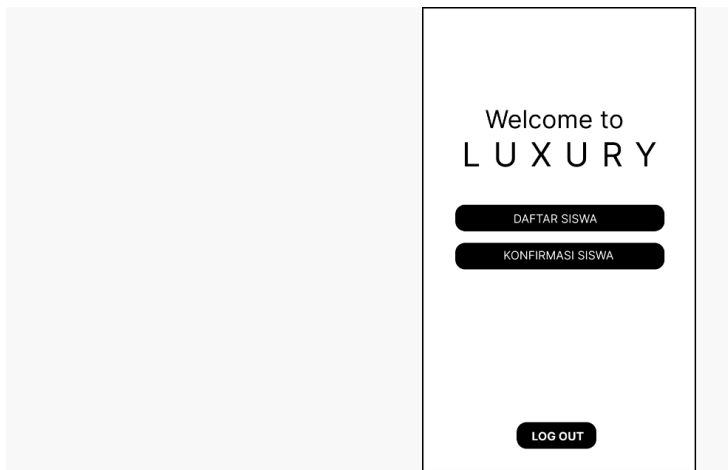 Welcome to
L U X U R Y
DAFTAR SISWA
KONFIRMASI SISWA
LOG OUT